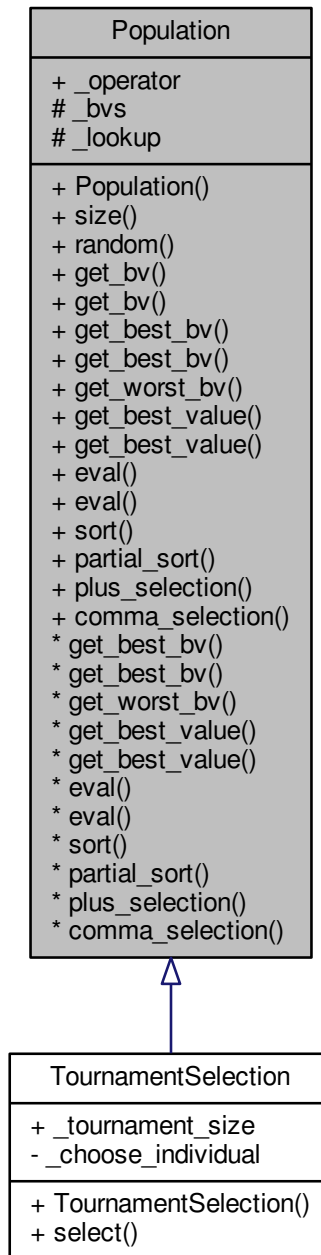 Population
+ _operator
# _bvs
# _lookup
+ Population()
+ size()
+ random()
+ get_bv()
+ get_bv()
+ get_best_bv()
+ get_best_bv()
+ get_worst_bv()
+ get_best_value()
+ get_best_value()
+ eval()
+ eval()
+ sort()
+ partial_sort()
+ plus_selection()
+ comma_selection()
* get_best_bv()
* get_best_bv()
* get_worst_bv()
* get_best_value()
* get_best_value()
* eval()
* eval()
* sort()
* partial_sort()
* plus_selection()
* comma_selection()
TournamentSelection
+ _tournament_size
- _choose_individual
+ TournamentSelection()
+ select()